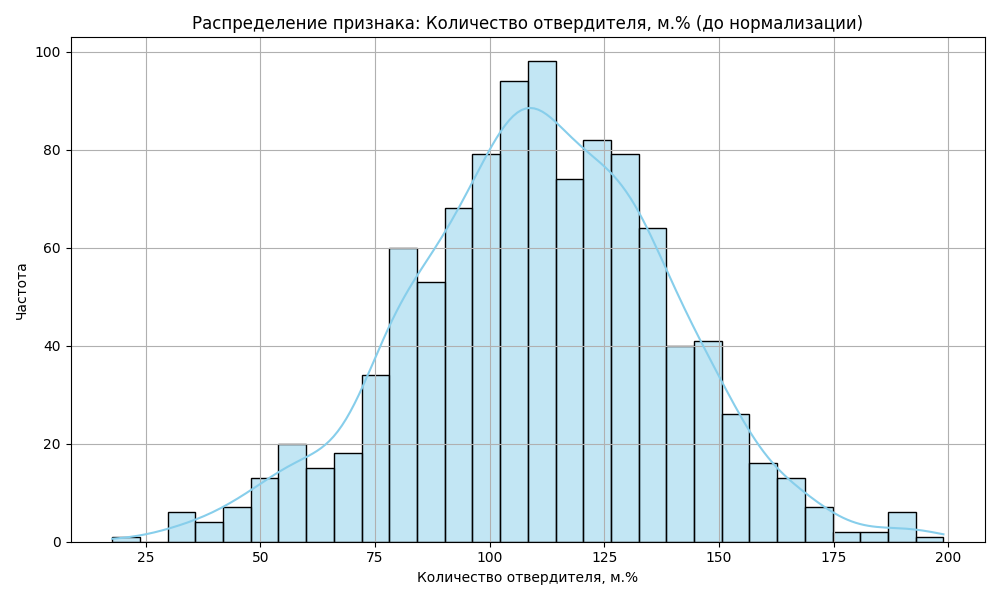 Распределение признака: Количество отвердителя, м.% (до нормализации)
100
80
60
40
20
0
Частота
25 50 75 100 125 150 175 200
Количество отвердителя, м.%